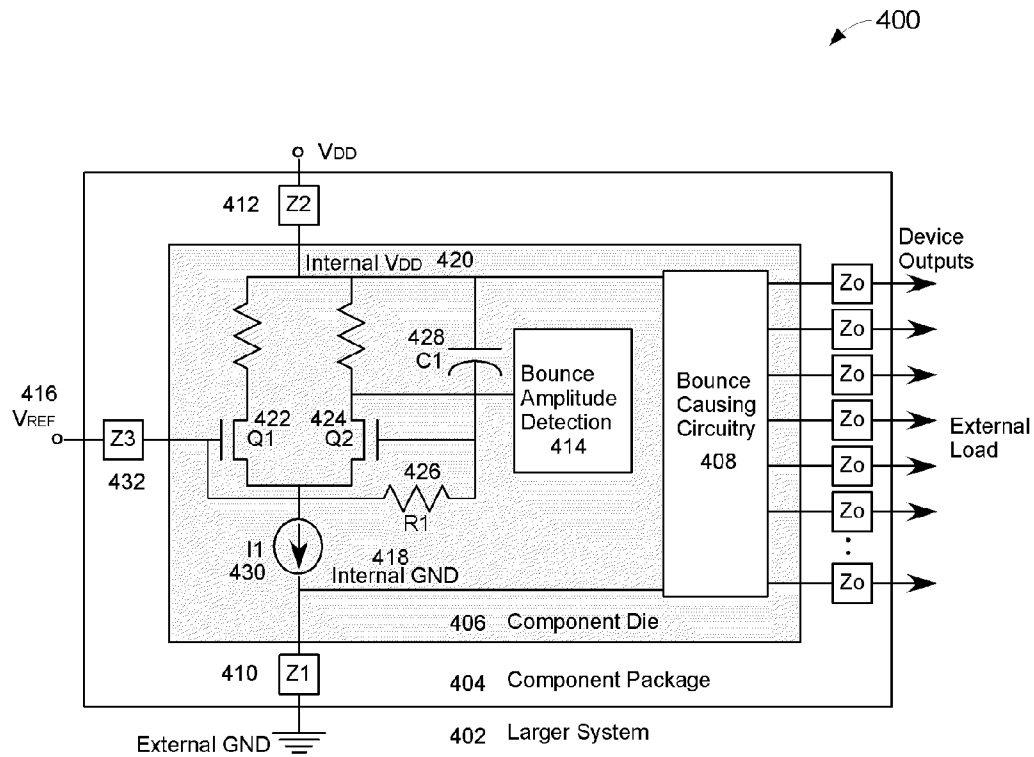 400
VDD
412 Z2
Device
Outputs
Internal VDD 420
Zo
Zo
428
C1
416
VREF
Z3
432
422
Q1
424
Q2
Bounce
Amplitude
Detection
414
Bounce
Causing
Circuitry
408
Zo
Zo
External
Load
426
R1
Zo
Zo
I1
430
418
Internal GND
Zo
406 Component Die
410 Z1
404 Component Package
External GND
402 Larger System